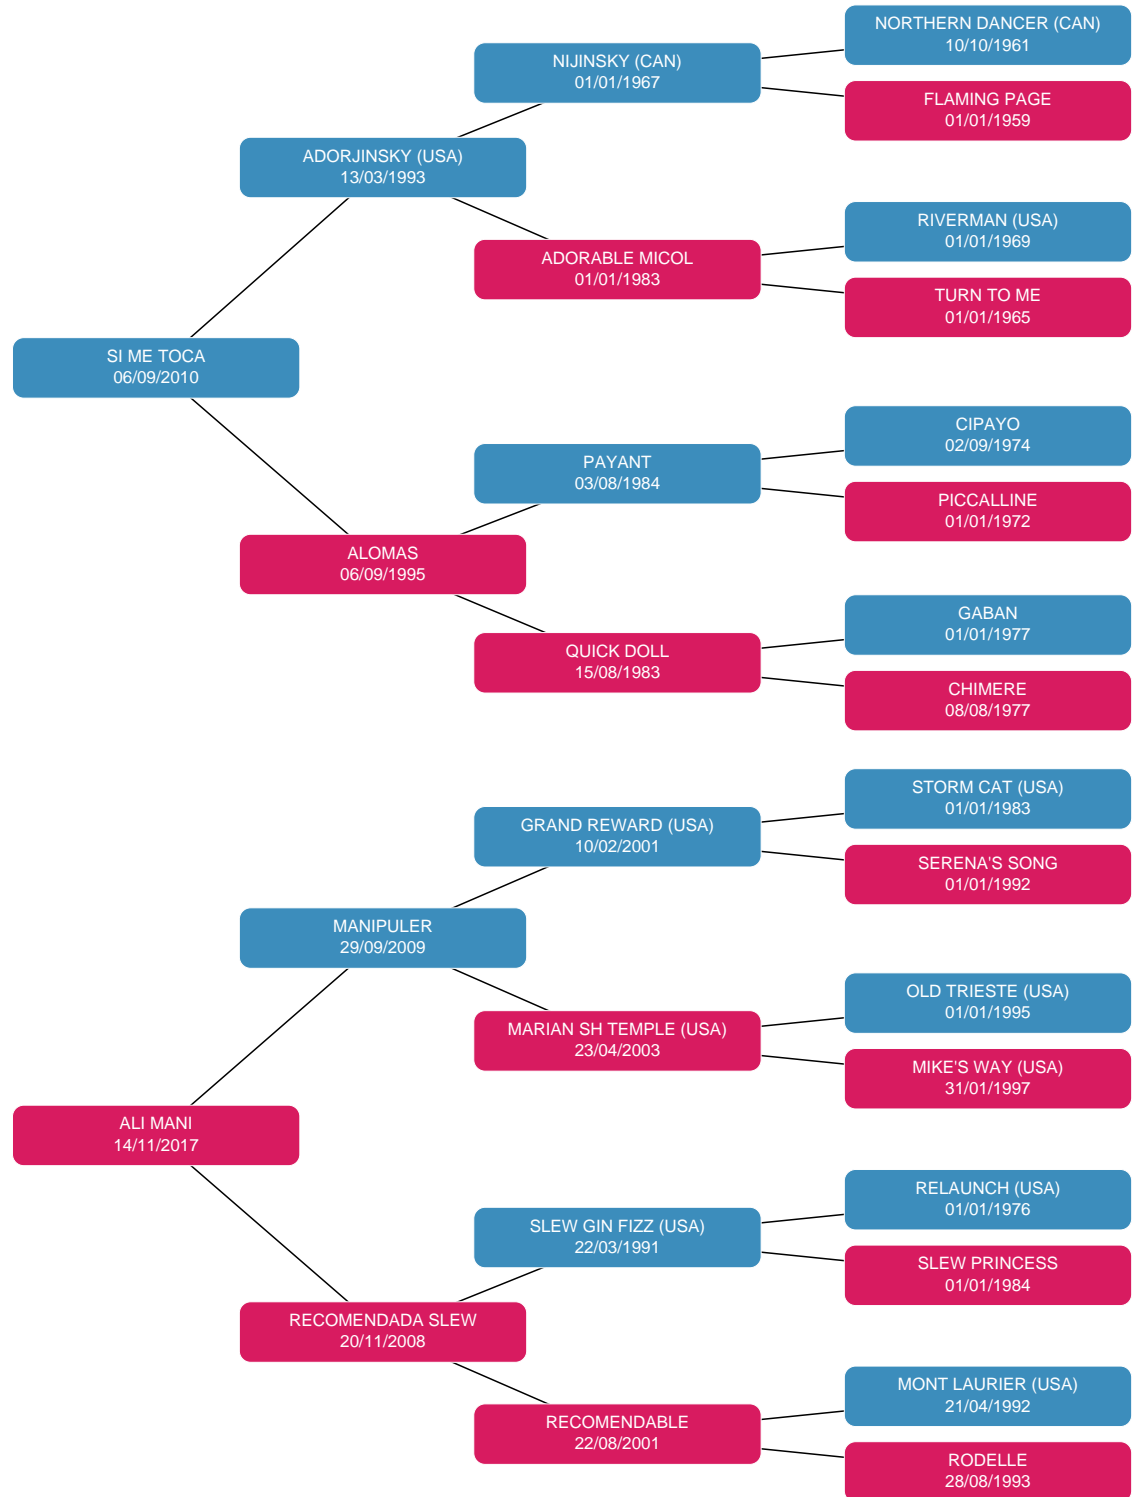 NORTHERN DANCER (CAN)
10/10/1961
NIJINSKY (CAN)
01/01/1967
FLAMING PAGE
01/01/1959
ADORJINSKY (USA)
13/03/1993
RIVERMAN (USA)
01/01/1969
ADORABLE MICOL
01/01/1983
TURN TO ME
01/01/1965
SI ME TOCA
06/09/2010
CIPAYO
02/09/1974
PAYANT
03/08/1984
PICCALLINE
01/01/1972
ALOMAS
06/09/1995
GABAN
01/01/1977
QUICK DOLL
15/08/1983
CHIMERE
08/08/1977
STORM CAT (USA)
01/01/1983
GRAND REWARD (USA)
10/02/2001
SERENA'S SONG
01/01/1992
MANIPULER
29/09/2009
OLD TRIESTE (USA)
01/01/1995
MARIAN SH TEMPLE (USA)
23/04/2003
MIKE'S WAY (USA)
31/01/1997
ALI MANI
14/11/2017
RELAUNCH (USA)
01/01/1976
SLEW GIN FIZZ (USA)
22/03/1991
SLEW PRINCESS
01/01/1984
RECOMENDADA SLEW
20/11/2008
MONT LAURIER (USA)
21/04/1992
RECOMENDABLE
22/08/2001
RODELLE
28/08/1993